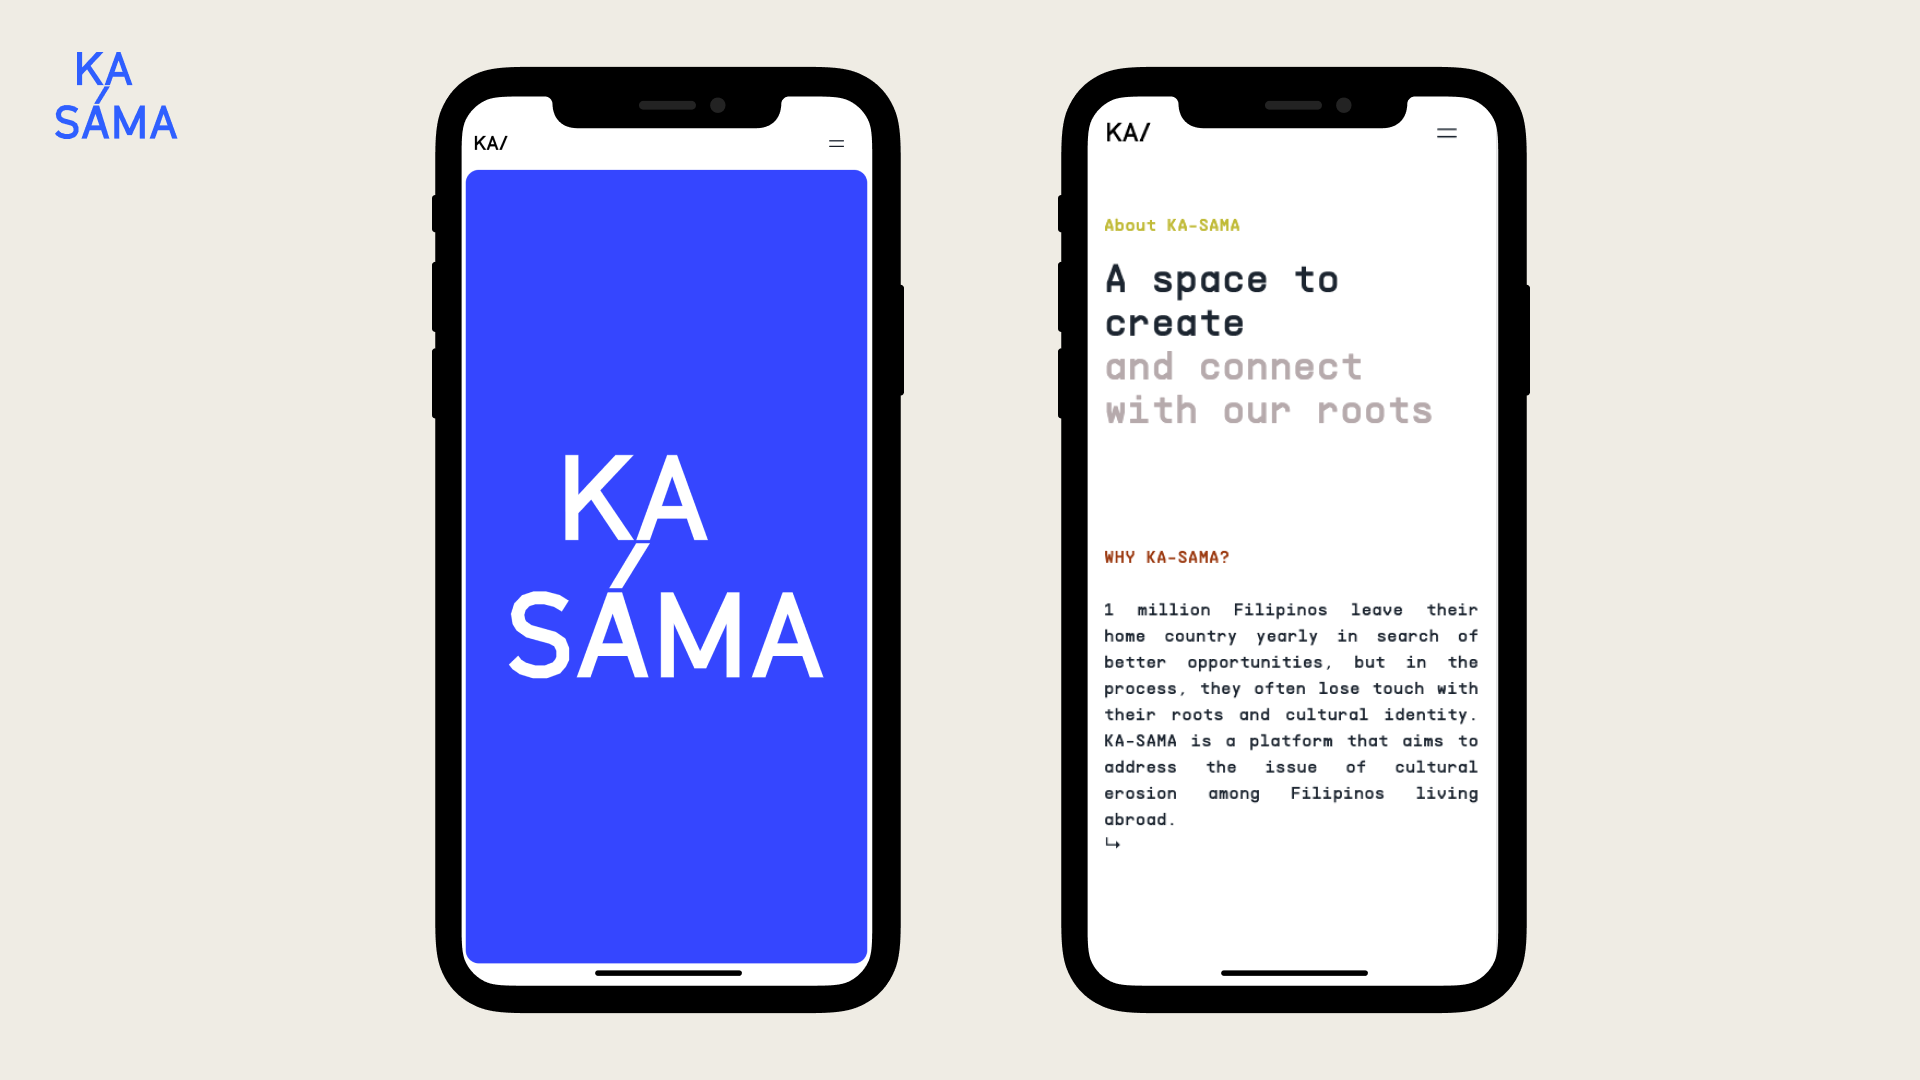 KA
/
SAMA
KA/
KA
/
SAMA
KA/
About KA-SAMA
A space to
create
and connect
with our roots
WHY KA-SAMA?
1 million Filipinos leave their
home country yearly in search of
better opportunities, but in the
process, they often lose touch with
their roots and cultural identity.
KA-SAMA is a platform that aims to
address the issue of cultural
erosion among Filipinos living
abroad.